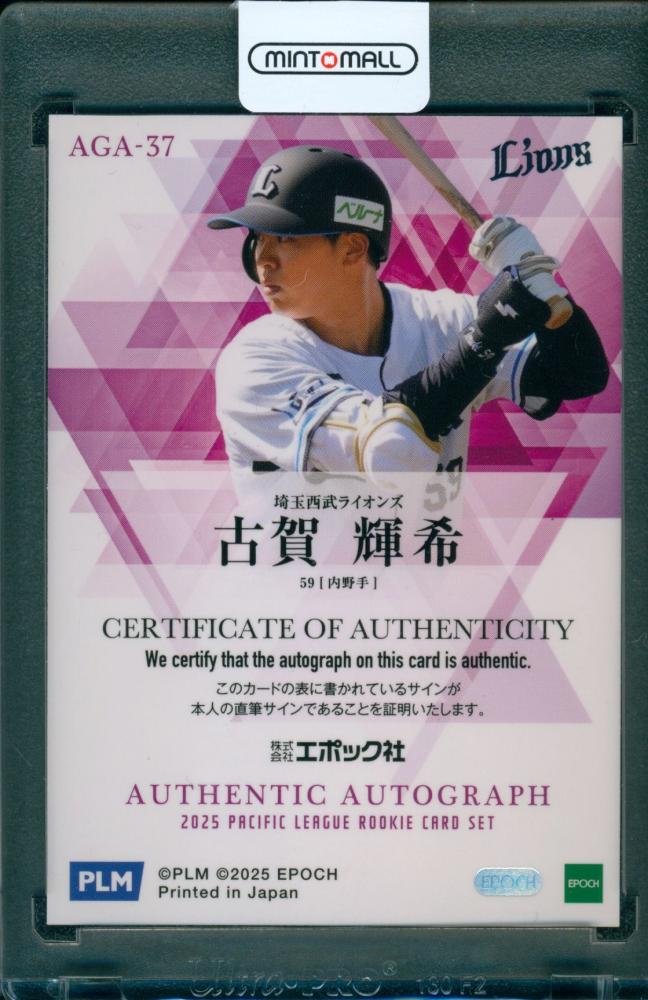 MINTMALL
AGA-37
Lions
L
ベルーナ
59
埼玉西武ライオンズ
古賀 輝希
59 [ 内野手 ]
CERTIFICATE OF AUTHENTICITY
We certify that the autograph on this card is authentic.
このカードの表に書かれているサインが
本人の直筆サインであることを証明いたします。
株式会社エポック社
AUTHENTIC AUTOGRAPH
2025 PACIFIC LEAGUE ROOKIE CARD SET
PLM
©PLM ©2025 EPOCH
Printed in Japan
EPOCH
EPOCH
Ultra-PRO®